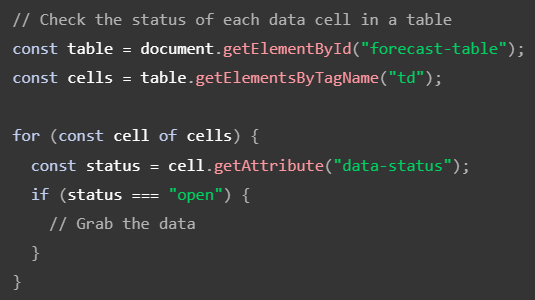 // Check the status of each data cell in a table
const table = document.getElementById("forecast-table");
const cells = table.getElementsByTagName("td");

for (const cell of cells) {
  const status = cell.getAttribute("data-status");
  if (status === "open") {
    // Grab the data
  }
}